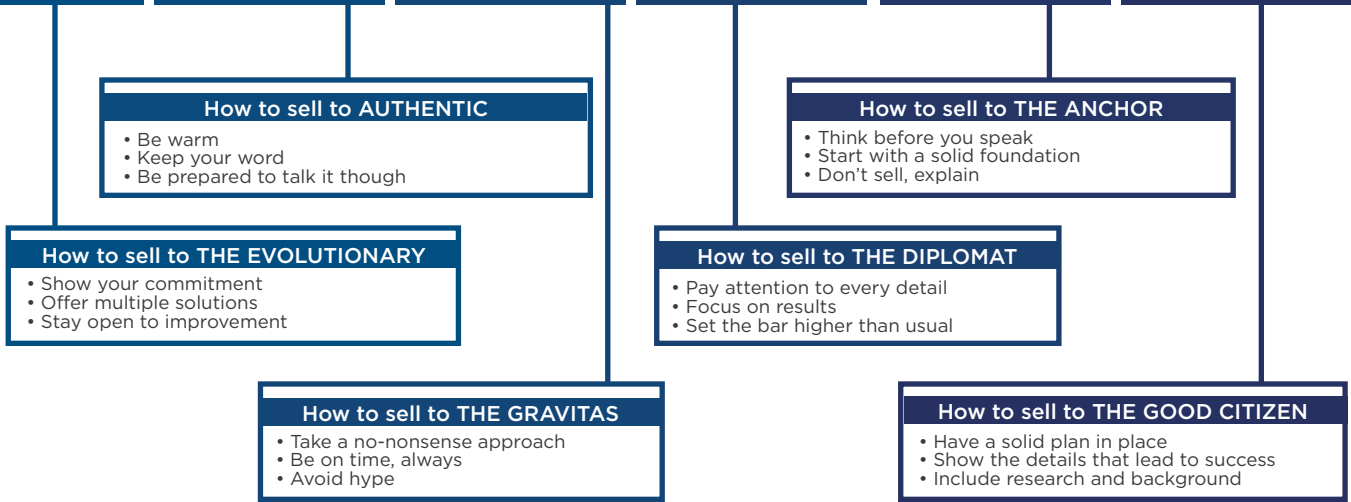 How to sell to AUTHENTIC
• Be warm
• Keep your word
• Be prepared to talk it though
How to sell to THE ANCHOR
• Think before you speak
• Start with a solid foundation
• Don't sell, explain
How to sell to THE EVOLUTIONARY
• Show your commitment
• Offer multiple solutions
• Stay open to improvement
How to sell to THE DIPLOMAT
• Pay attention to every detail
• Focus on results
• Set the bar higher than usual
How to sell to THE GRAVITAS
• Take a no-nonsense approach
• Be on time, always
• Avoid hype
How to sell to THE GOOD CITIZEN
• Have a solid plan in place
• Show the details that lead to success
• Include research and background